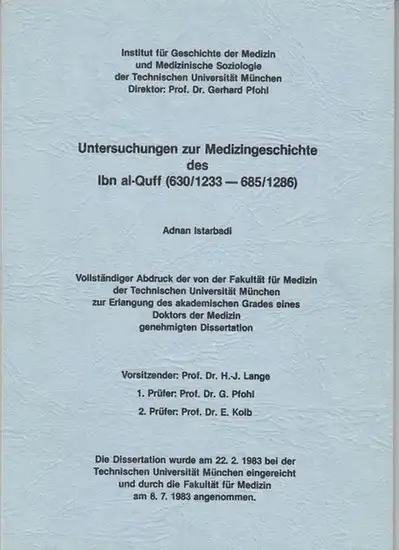 Institut für Geschichte der Medizin
und Medizinische Soziologie
der Technischen Universität München
Direktor: Prof. Dr. Gerhard Pfohl
Untersuchungen zur Medizingeschichte
des
Ibn al-Quff (630/1233 — 685/1286)
Adnan Istarbadi
Vollständiger Abdruck der von der Fakultät für Medizin
der Technischen Universität München
zur Erlangung des akademischen Grades eines
Doktors der Medizin
genehmigten Dissertation
Vorsitzender: Prof. Dr. H.-J. Lange
1. Prüfer: Prof. Dr. G. Pfohl
2. Prüfer: Prof. Dr. E. Kolb
Die Dissertation wurde am 22. 2. 1983 bei der
Technischen Universität München eingereicht
und durch die Fakultät für Medizin
am 6. 7. 1983 angenommen.